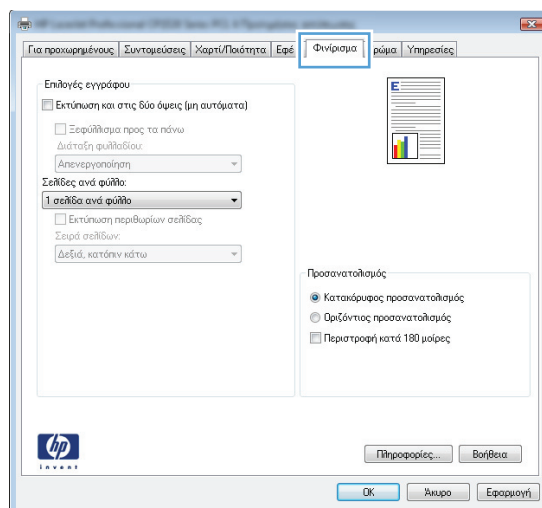 Για προχωρημένους Συντομεύσεις Χαρτί/Ποιότητα Εφέ Φινίρισμα ρώμα Υπηρεσίες
Επιλογές εγγράφου
Εκτύπωση και στις δύο όψεις (μη αυτόματα)
Ξεφύλλισμα προς τα πάνω
Διάταξη φυλλαδίου:
Απενεργοποίηση
Σελίδες ανά φύλλο:
1 σελίδα ανά φύλλο
Εκτύπωση περιθωρίων σελίδας
Σειρά σελίδων:
Δεξιά, κατόπιν κάτω
E
Προσανατολισμός
Κατακόρυφος προσανατολισμός
Οριζόντιος προσανατολισμός
Περιστροφή κατά 180 μοίρες
hp
invent
Πληροφορίες... Βοήθεια
OK Άκυρο Εφαρμογή